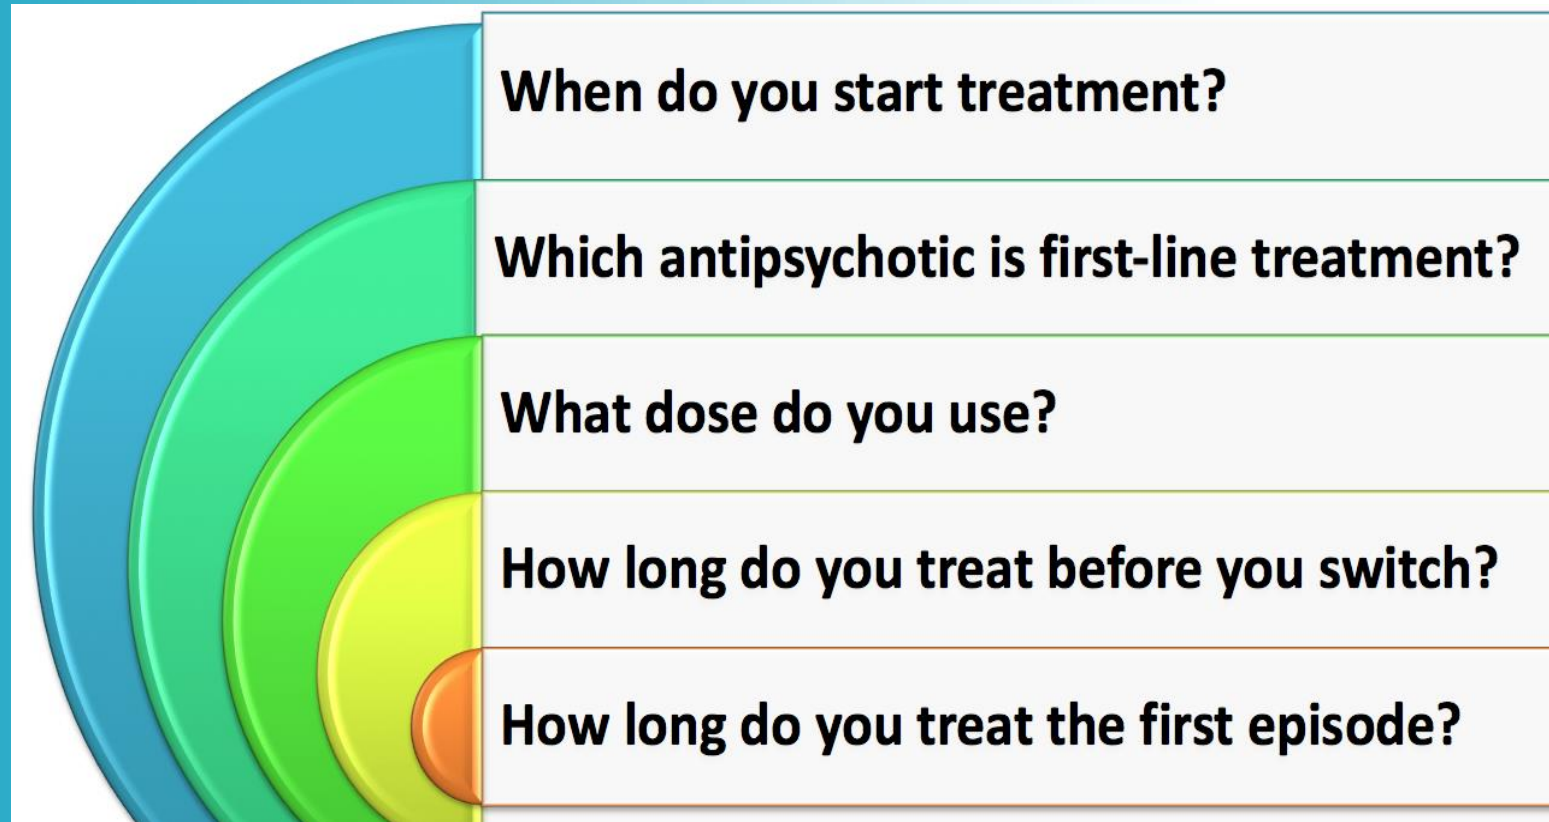 When do you start treatment?
Which antipsychotic is first-line treatment?
What dose do you use?
How long do you treat before you switch?
How long do you treat the first episode?